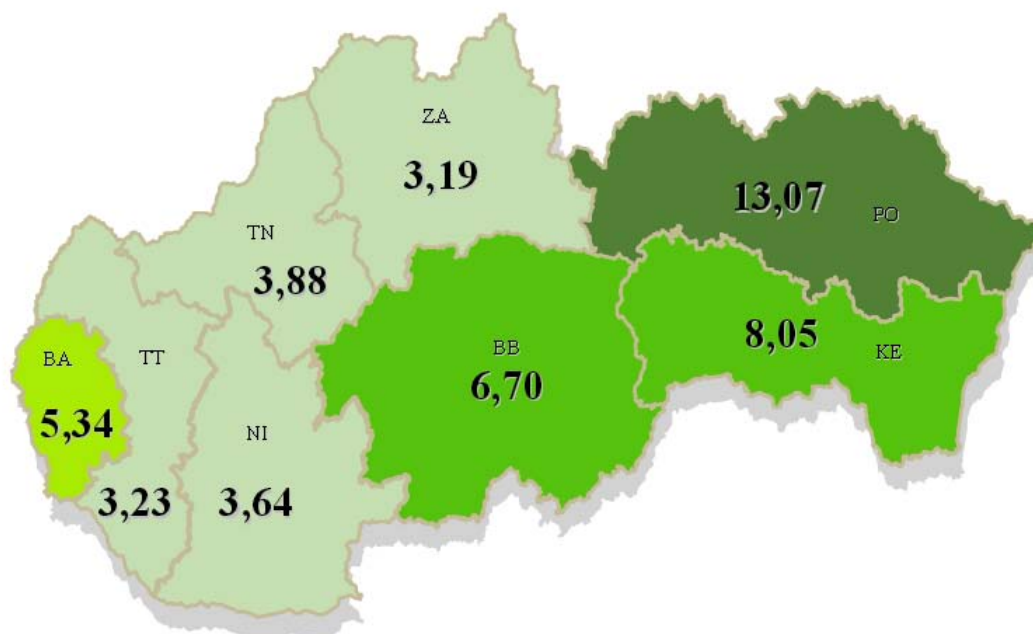 ZA
3,19
13,07
PO
TN
3,88
BA
5,34
TT
3,23
NI
3,64
BB
6,70
8,05
KE